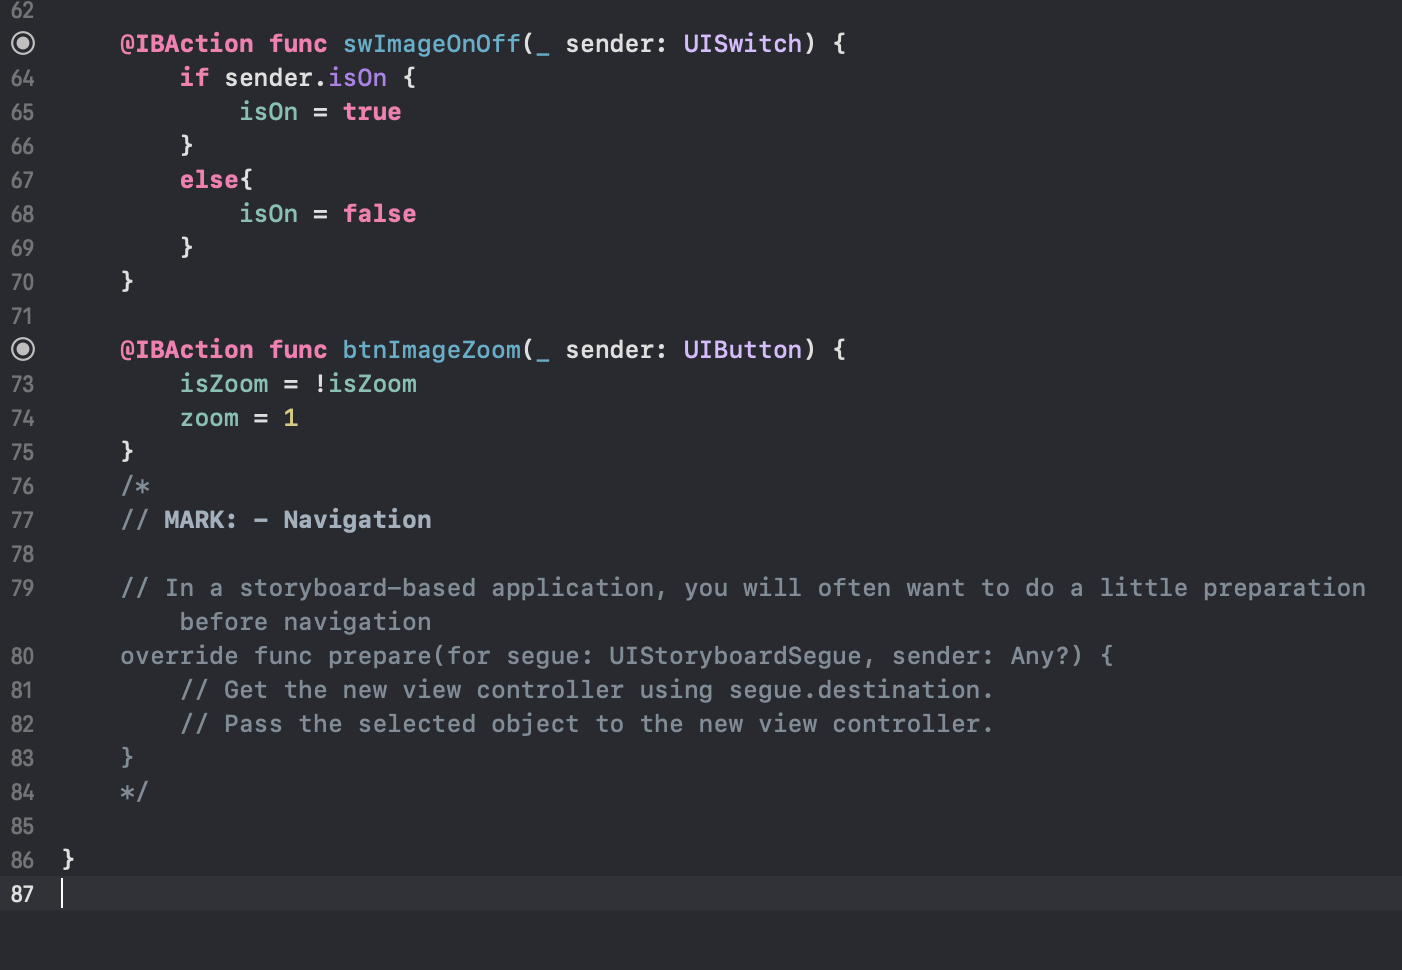 62
@IBAction func swImageOnOff(_ sender: UISwitch) {
64 if sender.isOn {
65 isOn = true
66 }
67 else{
68 isOn = false
69 }
70 }
71
@IBAction func btnImageZoom(_ sender: UIButton) {
73 isZoom = !isZoom
74 zoom = 1
75 }
76 /*
77 // MARK: - Navigation
78
79 // In a storyboard-based application, you will often want to do a little preparation
before navigation
80 override func prepare(for segue: UIStoryboardSegue, sender: Any?) {
81 // Get the new view controller using segue.destination.
82 // Pass the selected object to the new view controller.
83 }
84 */
85
86 }
87